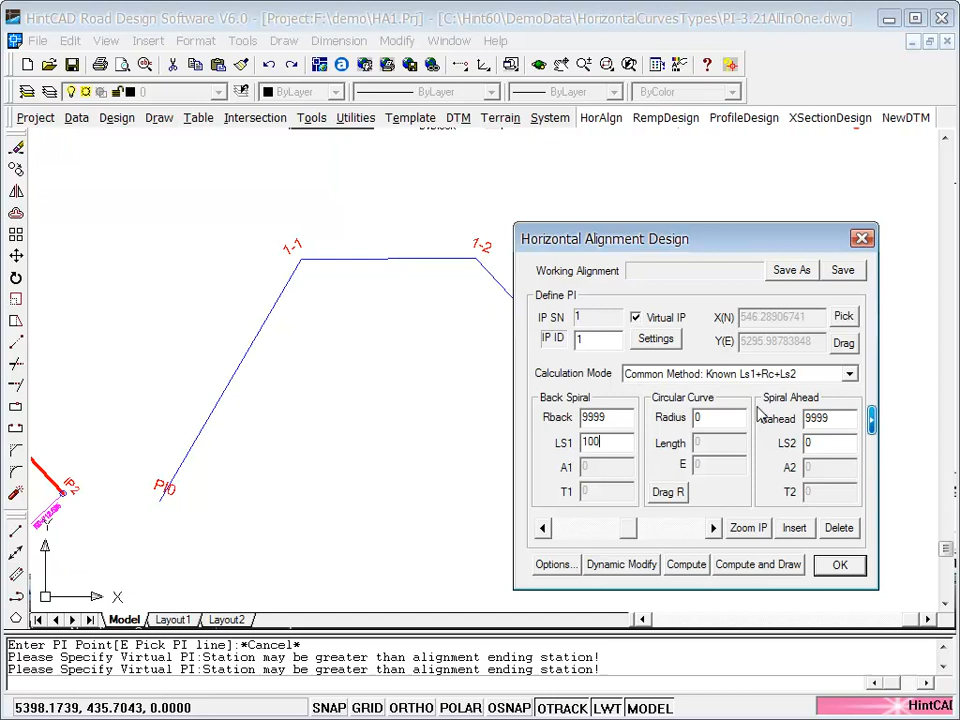 HintCAD Road Design Software V6.0 - [Project:F:\demo\HA1.Prj] - [C:\Hint60\DemoData\HorizontalCurvesTypes\PI-3.21AllInOne.dwg]
File Edit View Insert Format Tools Draw Dimension Modify Window Help
0 ByLayer ByLayer ByLayer ByColor
Project Data Design Draw Table Intersection Tools Utilities Template DTM Terrain System HorAlgn RempDesign ProfileDesign XSectionDesign NewDTM
1-1
1-2
PI0
IP2
Y
X
Horizontal Alignment Design
Working Alignment Save As Save
Define PI
IP SN 1 Virtual IP X(N) 546.28906741 Pick
IP ID 1 Settings Y(E) 5295.98783848 Drag
Calculation Mode Common Method: Known Ls1+Rc+Ls2
Back Spiral Circular Curve Spiral Ahead
Rback 9999 Radius 0 ahead 9999
LS1 100 Length 0 LS2 0
A1 0 E 0 A2 0
T1 0 Drag R T2 0
Zoom IP Insert Delete
Options... Dynamic Modify Compute Compute and Draw OK
Model Layout1 Layout2
Enter PI Point[E Pick PI line]:*Cancel*
Please Specify Virtual PI:Station may be greater than alignment ending station!
Please Specify Virtual PI:Station may be greater than alignment ending station!
5398.1739, 435.7043, 0.0000 SNAP GRID ORTHO POLAR OSNAP OTRACK LWT MODEL HintCAD